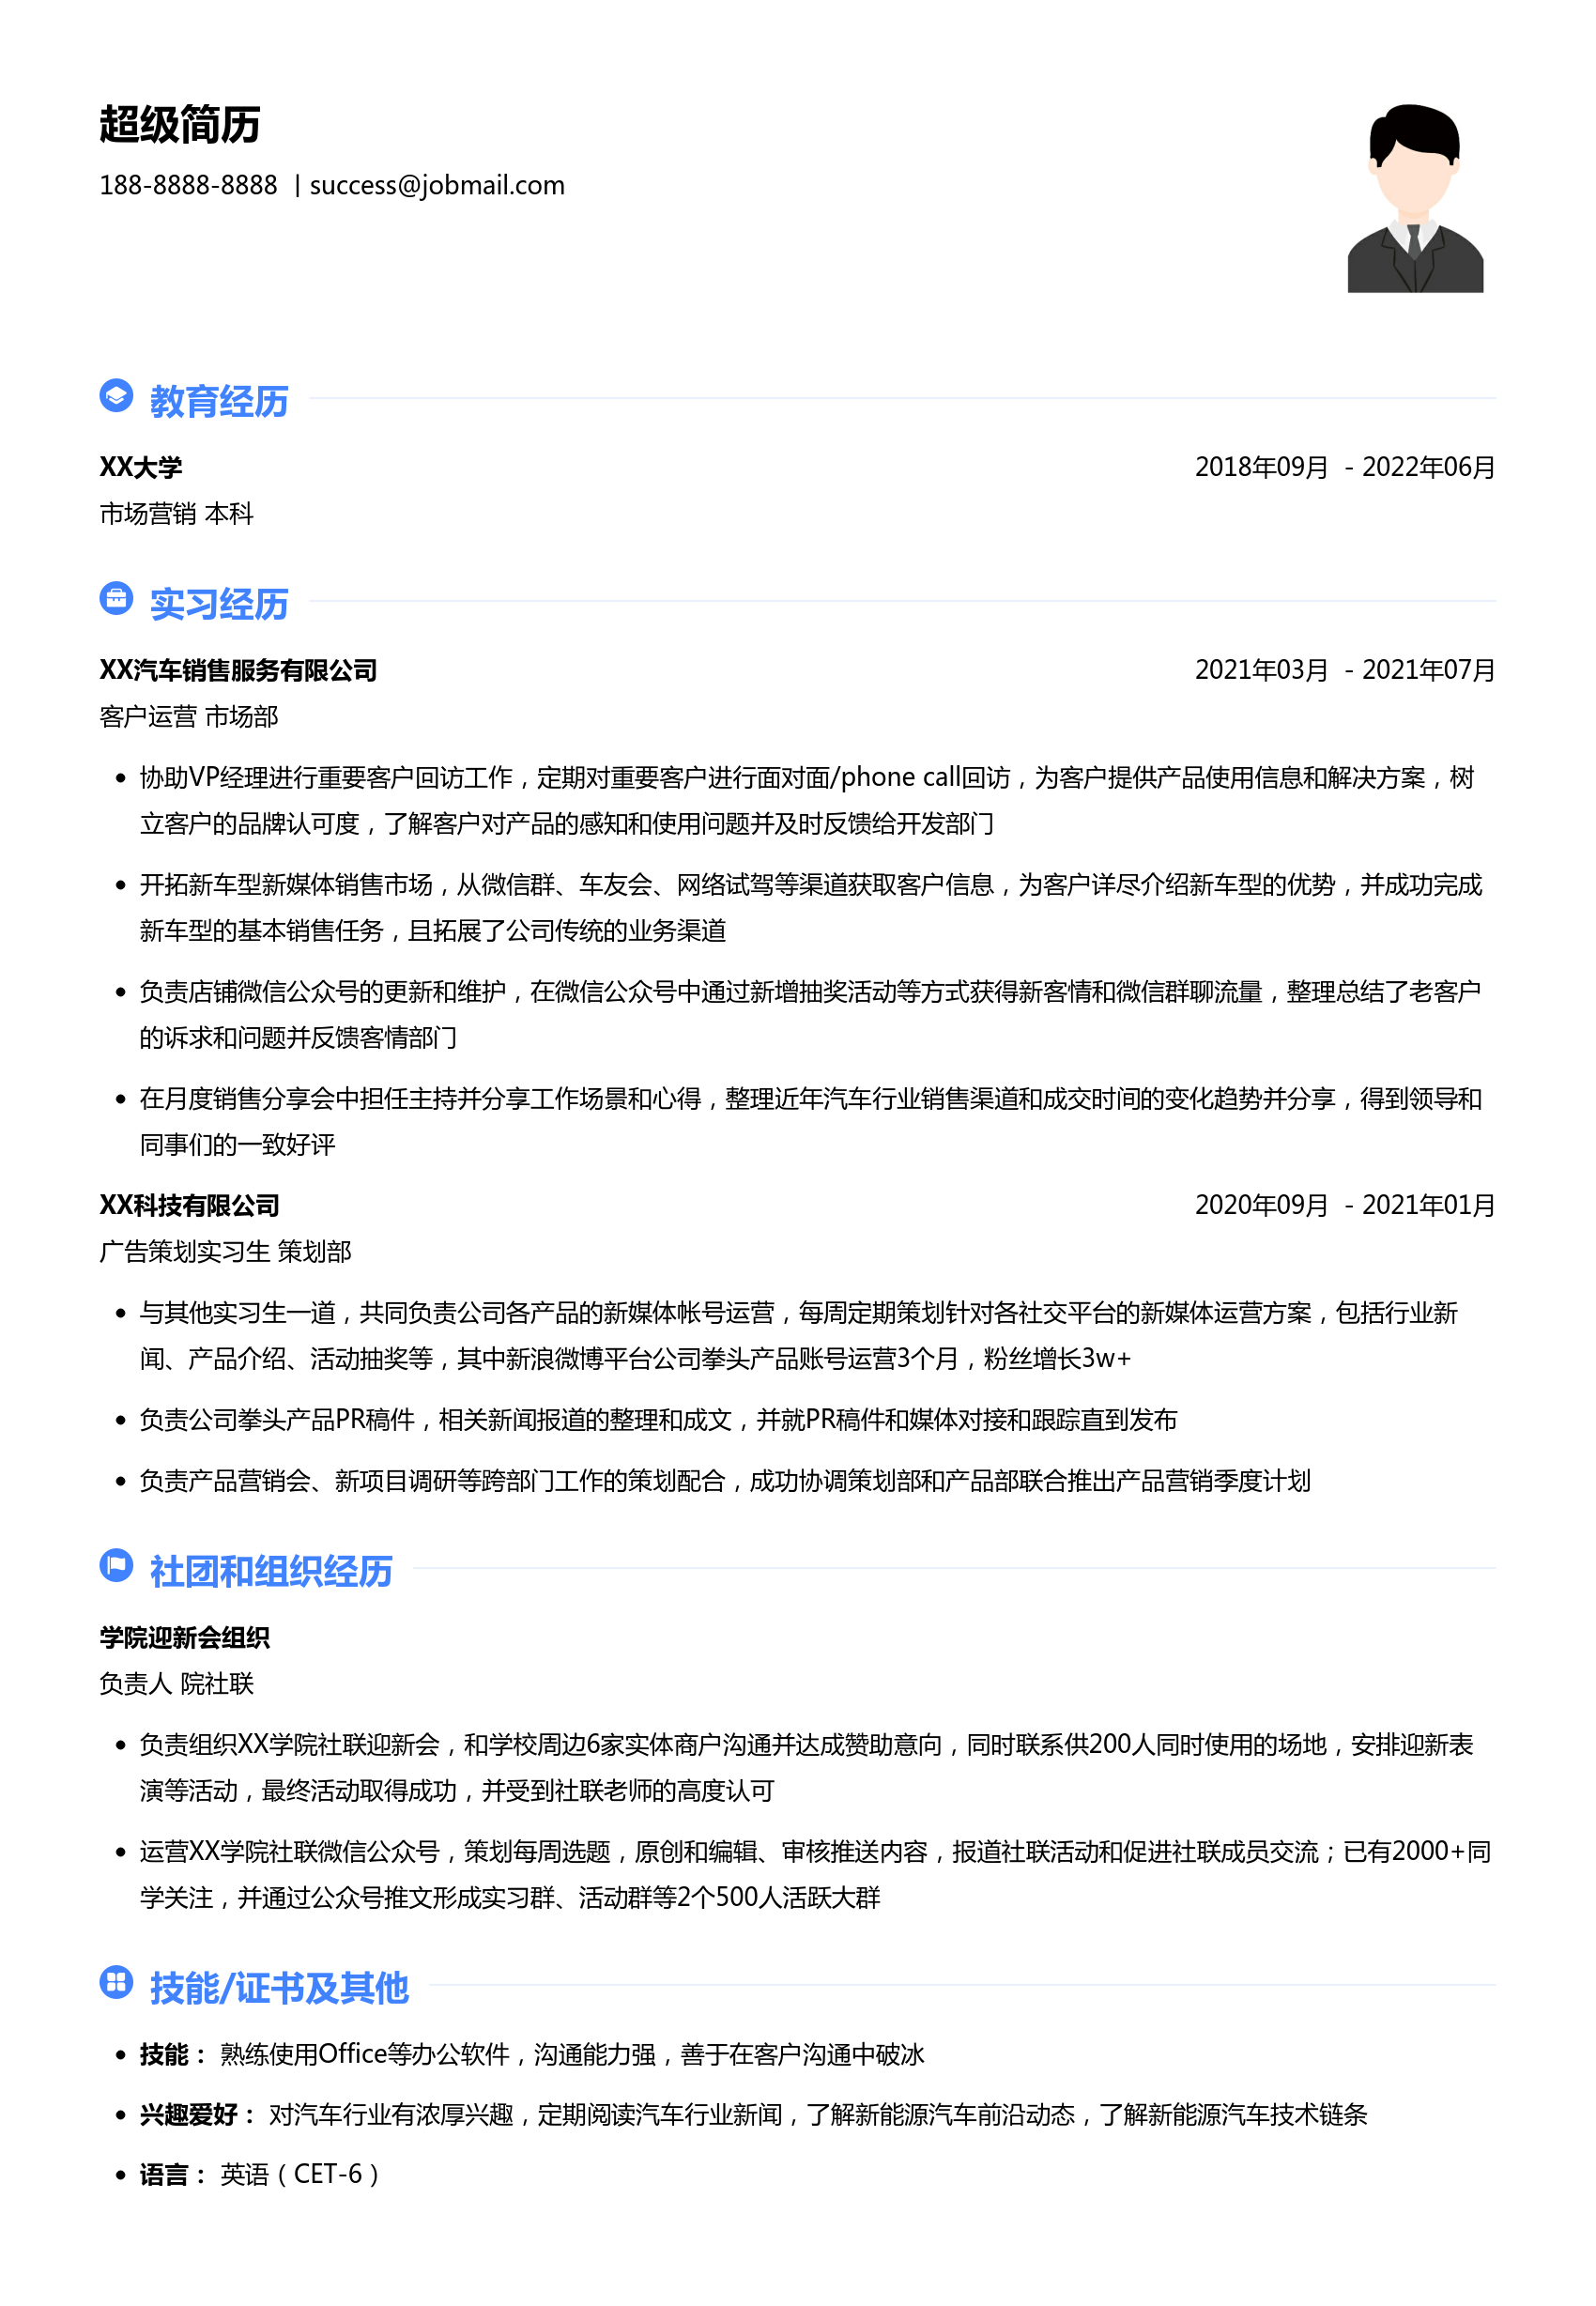 超级简历
188-8888-8888 | success@jobmail.com
教育经历
XX大学 2018年09月 - 2022年06月
市场营销 本科
实习经历
XX汽车销售服务有限公司 2021年03月 - 2021年07月
客户运营 市场部
• 协助VP经理进行重要客户回访工作，定期对重要客户进行面对面/phone call回访，为客户提供产品使用信息和解决方案，树
立客户的品牌认可度，了解客户对产品的感知和使用问题并及时反馈给开发部门
• 开拓新车型新媒体销售市场，从微信群、车友会、网络试驾等渠道获取客户信息，为客户详尽介绍新车型的优势，并成功完成
新车型的基本销售任务，且拓展了公司传统的业务渠道
• 负责店铺微信公众号的更新和维护，在微信公众号中通过新增抽奖活动等方式获得新客情和微信群聊流量，整理总结了老客户
的诉求和问题并反馈客情部门
• 在月度销售分享会中担任主持并分享工作场景和心得，整理近年汽车行业销售渠道和成交时间的变化趋势并分享，得到领导和
同事们的一致好评
XX科技有限公司 2020年09月 - 2021年01月
广告策划实习生 策划部
• 与其他实习生一道，共同负责公司各产品的新媒体帐号运营，每周定期策划针对各社交平台的新媒体运营方案，包括行业新
闻、产品介绍、活动抽奖等，其中新浪微博平台公司拳头产品账号运营3个月，粉丝增长3w+
• 负责公司拳头产品PR稿件，相关新闻报道的整理和成文，并就PR稿件和媒体对接和跟踪直到发布
• 负责产品营销会、新项目调研等跨部门工作的策划配合，成功协调策划部和产品部联合推出产品营销季度计划
社团和组织经历
学院迎新会组织
负责人 院社联
• 负责组织XX学院社联迎新会，和学校周边6家实体商户沟通并达成赞助意向，同时联系供200人同时使用的场地，安排迎新表
演等活动，最终活动取得成功，并受到社联老师的高度认可
• 运营XX学院社联微信公众号，策划每周选题，原创和编辑、审核推送内容，报道社联活动和促进社联成员交流；已有2000+同
学关注，并通过公众号推文形成实习群、活动群等2个500人活跃大群
技能/证书及其他
• 技能： 熟练使用Office等办公软件，沟通能力强，善于在客户沟通中破冰
• 兴趣爱好： 对汽车行业有浓厚兴趣，定期阅读汽车行业新闻，了解新能源汽车前沿动态，了解新能源汽车技术链条
• 语言： 英语（CET-6）